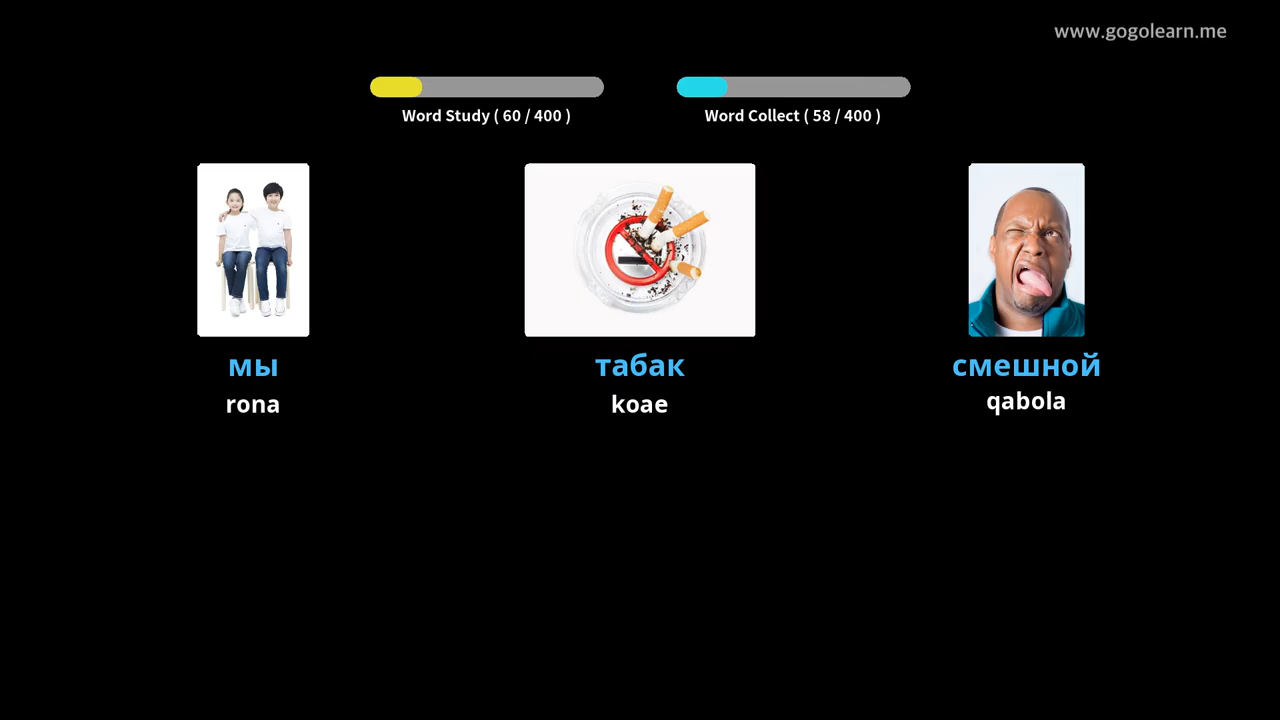 www.gogolearn.me
Word Study ( 60 / 400 )
Word Collect ( 58 / 400 )
мы
табак
смешной
rona
koae
qabola